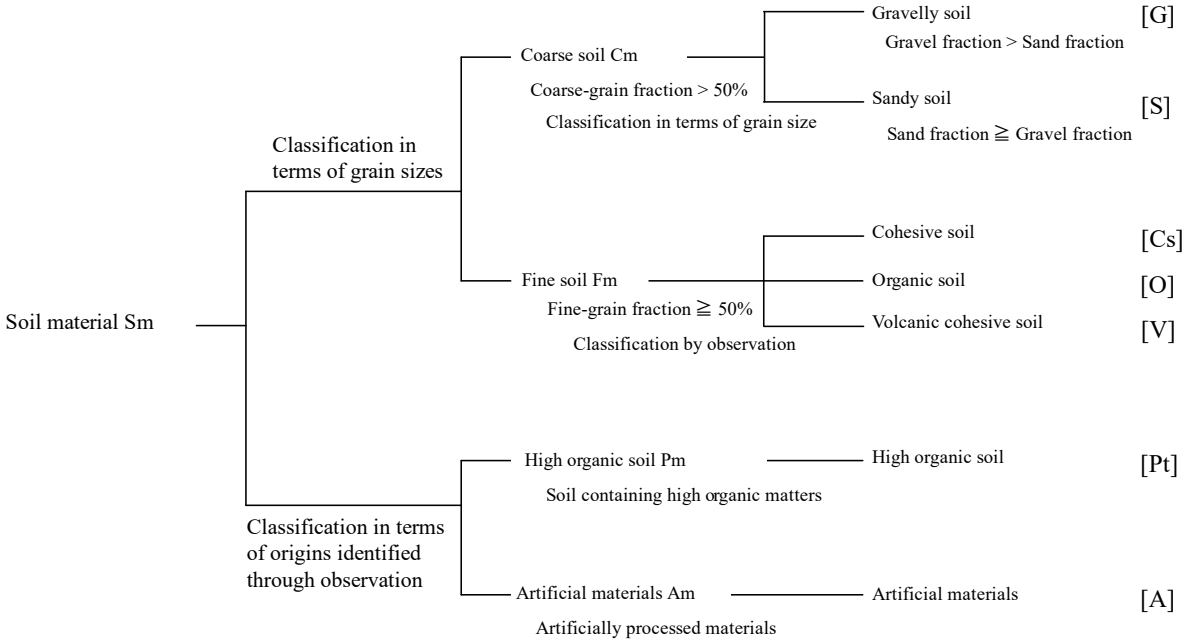 Gravelly soil [G]
Gravel fraction > Sand fraction
Coarse soil Cm
Coarse-grain fraction > 50%
Classification in terms of grain size
Sandy soil [S]
Sand fraction ≧ Gravel fraction
Classification in
terms of grain sizes
Cohesive soil [Cs]
Fine soil Fm
Fine-grain fraction ≧ 50%
Classification by observation
Organic soil [O]
Volcanic cohesive soil [V]
Soil material Sm
High organic soil Pm
Soil containing high organic matters
High organic soil [Pt]
Classification in terms
of origins identified
through observation
Artificial materials Am
Artificially processed materials
Artificial materials [A]